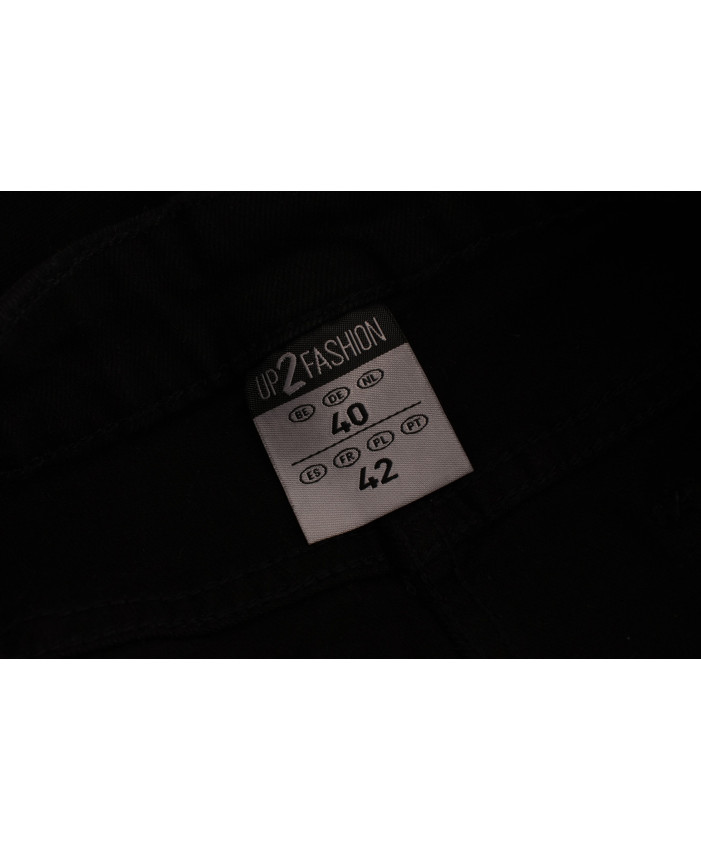 UP2FASHION
BE DE NL
40
ES FR PL PT
42